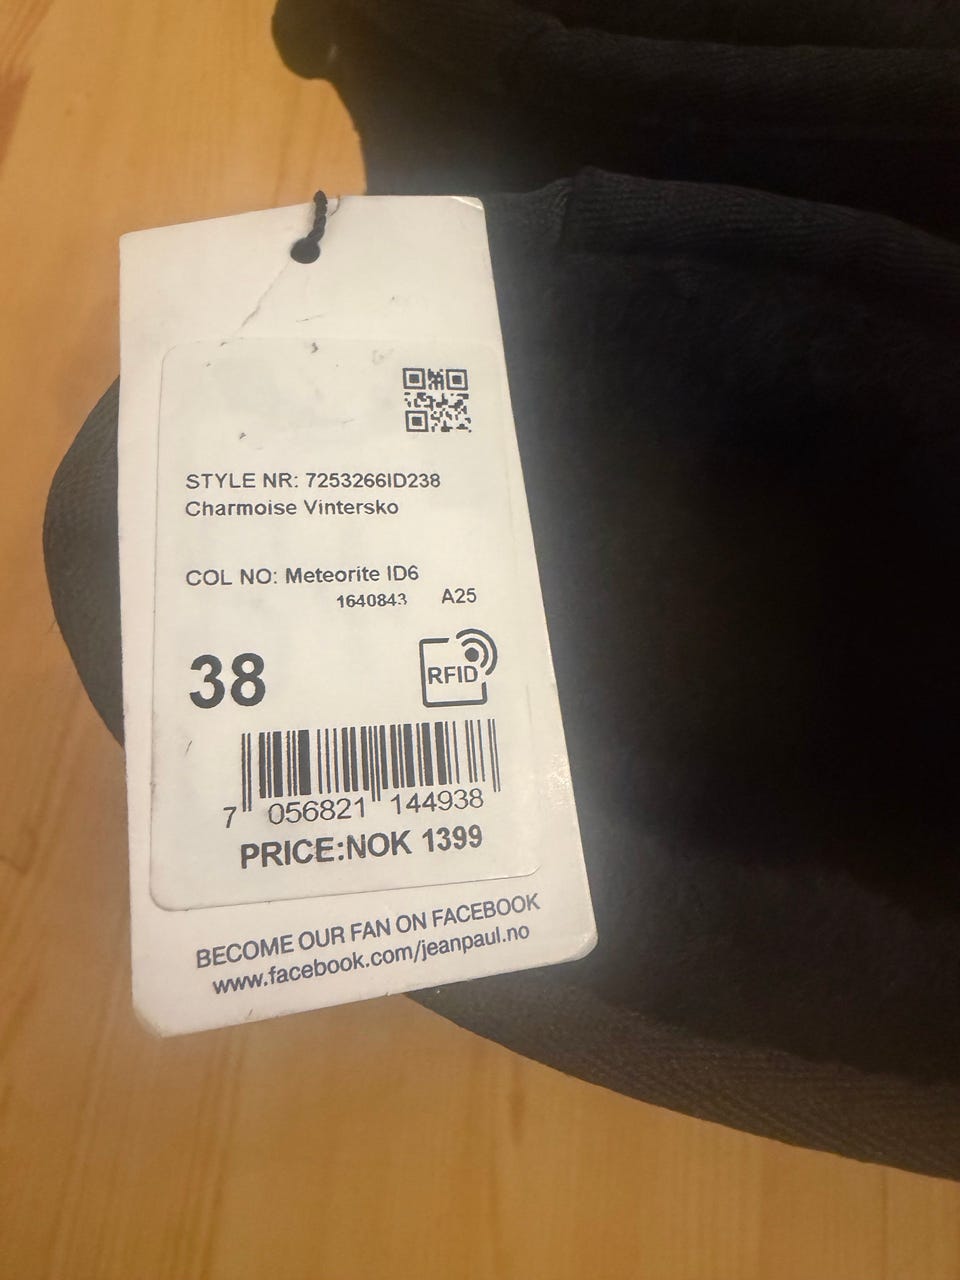 STYLE NR: 7253266ID238
Charmoise Vintersko
COL NO: Meteorite ID6
1640843 A25
38
RFID
7 056821 144938
PRICE:NOK 1399
BECOME OUR FAN ON FACEBOOK
www.facebook.com/jeanpaul.no